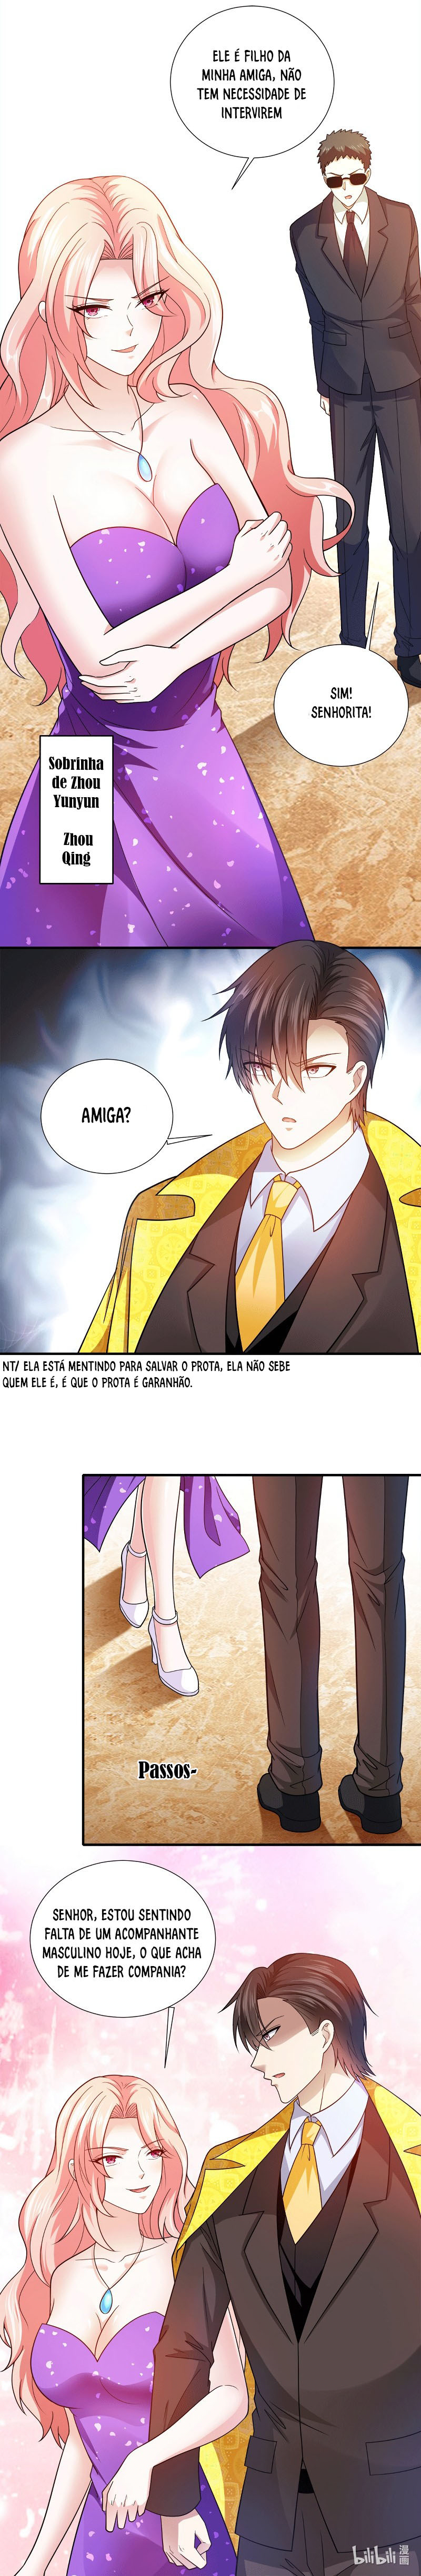 ELE É FILHO DA
MINHA AMIGA, NÃO
TEM NECESSIDADE DE
INTERVIREM
SIM!
SENHORITA!
Sobrinha
de Zhou
Yunyun
Zhou
Qing
AMIGA?
NT/ ELA ESTÁ MENTINDO PARA SALVAR O PROTA, ELA NÃO SEBE
QUEM ELE É, É QUE O PROTA É GARANHÃO.
Passos-
SENHOR, ESTOU SENTINDO
FALTA DE UM ACOMPANHANTE
MASCULINO HOJE, O QUE ACHA
DE ME FAZER COMPANIA?
bilibili 漫画